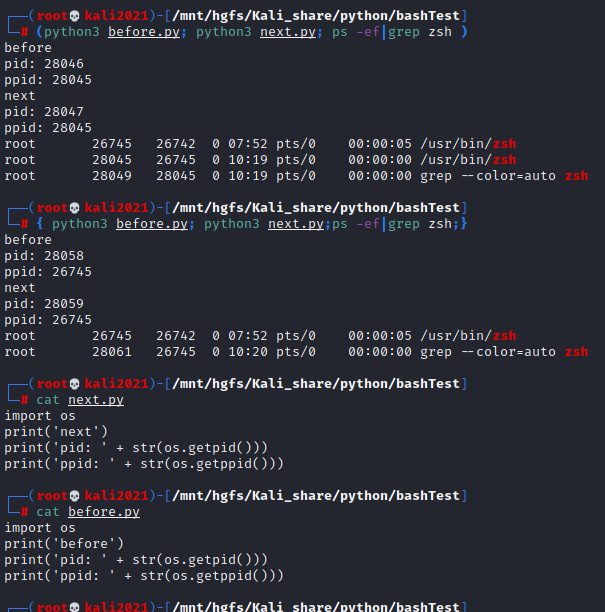 ┌──(root💀kali2021)-[/mnt/hgfs/Kali_share/python/bashTest]
└─# (python3 before.py; python3 next.py; ps -ef|grep zsh )
before
pid: 28046
ppid: 28045
next
pid: 28047
ppid: 28045
root       26745   26742  0 07:52 pts/0    00:00:05 /usr/bin/zsh
root       28045   26745  0 10:19 pts/0    00:00:00 /usr/bin/zsh
root       28049   28045  0 10:19 pts/0    00:00:00 grep --color=auto zsh
┌──(root💀kali2021)-[/mnt/hgfs/Kali_share/python/bashTest]
└─# { python3 before.py; python3 next.py;ps -ef|grep zsh;}
before
pid: 28058
ppid: 26745
next
pid: 28059
ppid: 26745
root       26745   26742  0 07:52 pts/0    00:00:05 /usr/bin/zsh
root       28061   26745  0 10:20 pts/0    00:00:00 grep --color=auto zsh
┌──(root💀kali2021)-[/mnt/hgfs/Kali_share/python/bashTest]
└─# cat next.py
import os
print('next')
print('pid: ' + str(os.getpid()))
print('ppid: ' + str(os.getppid()))
┌──(root💀kali2021)-[/mnt/hgfs/Kali_share/python/bashTest]
└─# cat before.py
import os
print('before')
print('pid: ' + str(os.getpid()))
print('ppid: ' + str(os.getppid()))
┌──(root💀kali2021)-[/mnt/hgfs/Kali_share/python/bashTest]